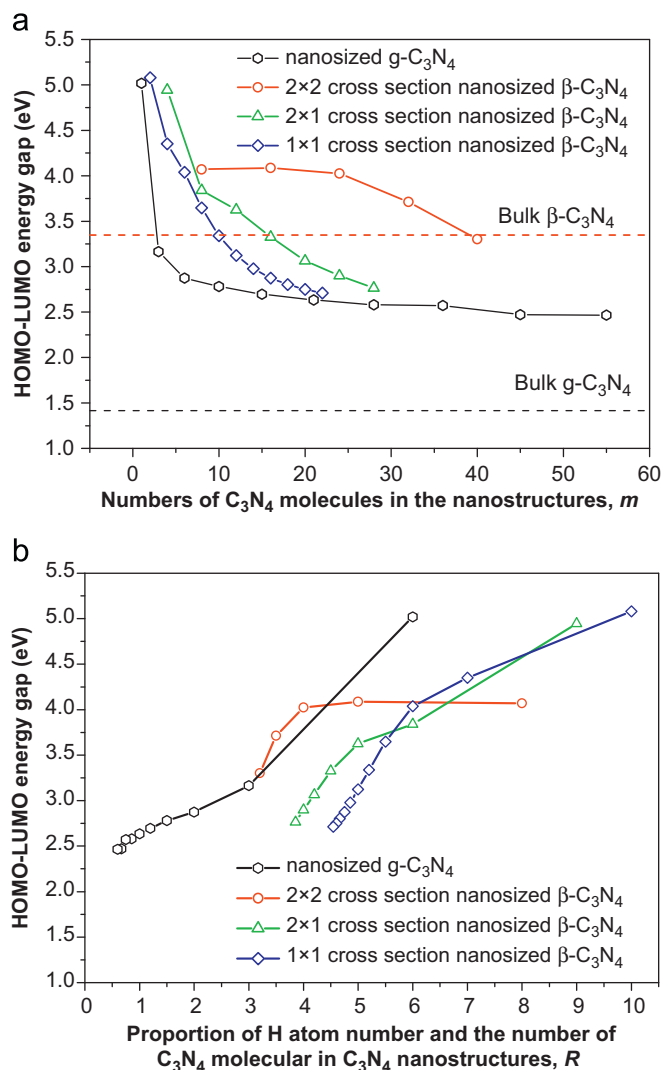 a
5.5
5.0
4.5
4.0
3.5
3.0
2.5
2.0
1.5
1.0
HOMO-LUMO energy gap (eV)
nanosized g-C₃N₄
2×2 cross section nanosized β-C₃N₄
2×1 cross section nanosized β-C₃N₄
1×1 cross section nanosized β-C₃N₄
Bulk β-C₃N₄
Bulk g-C₃N₄
0 10 20 30 40 50 60
Numbers of C₃N₄ molecules in the nanostructures, m
b
5.5
5.0
4.5
4.0
3.5
3.0
2.5
2.0
1.5
1.0
HOMO-LUMO energy gap (eV)
nanosized g-C₃N₄
2×2 cross section nanosized β-C₃N₄
2×1 cross section nanosized β-C₃N₄
1×1 cross section nanosized β-C₃N₄
0 1 2 3 4 5 6 7 8 9 10
Proportion of H atom number and the number of
C₃N₄ molecular in C₃N₄ nanostructures, R